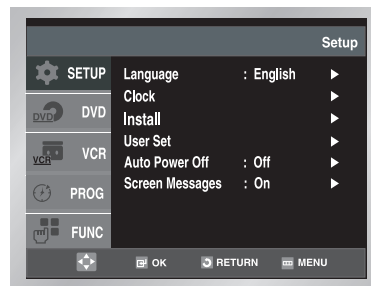 Setup
SETUP
DVD
DVD
VCR
VCR
PROG
FUNC
Language : English ►
Clock ►
Install ►
User Set ►
Auto Power Off : Off ►
Screen Messages : On ►
OK RETURN MENU